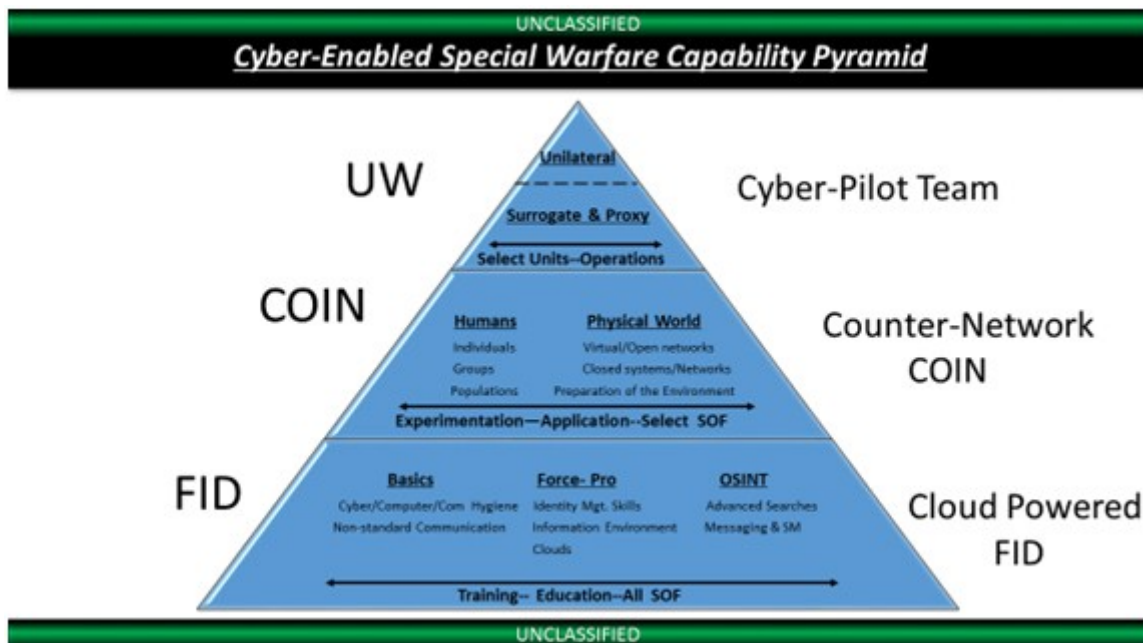 UNCLASSIFIED
Cyber-Enabled Special Warfare Capability Pyramid
UW
Unilateral
Surrogate & Proxy
Select Units--Operations
Cyber-Pilot Team
COIN
Humans
Individuals
Groups
Populations
Physical World
Virtual/Open networks
Closed systems/Networks
Preparation of the Environment
Experimentation—Application--Select SOF
Counter-Network
COIN
FID
Basics
Cyber/Computer/Com Hygiene
Non-standard Communication
Force- Pro
Identity Mgt. Skills
Information Environment
Clouds
OSINT
Advanced Searches
Messaging & SM
Training-- Education--All SOF
Cloud Powered
FID
UNCLASSIFIED